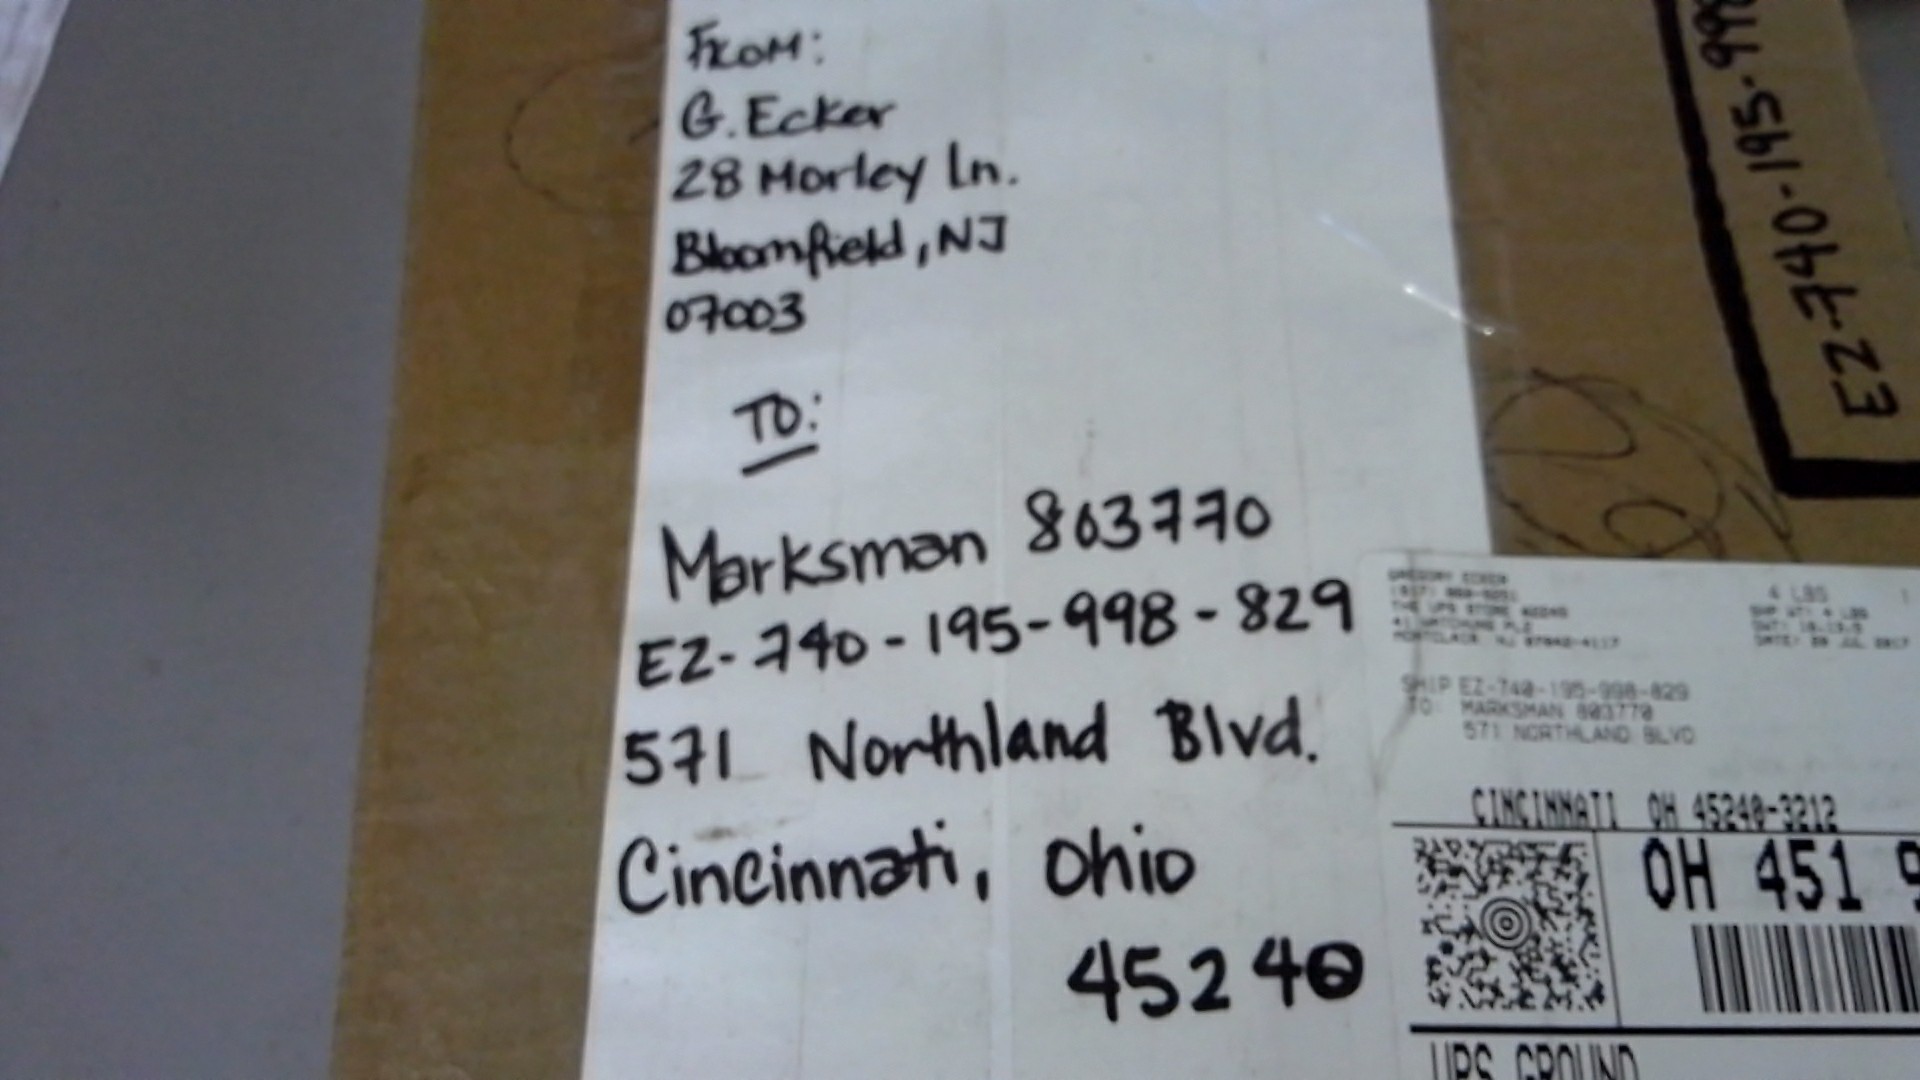 FROM:
G. Ecker
28 Morley Ln.
Bloomfield, NJ
07003
TO:
Marksman 803770
EZ-740-195-998-829
571 Northland Blvd.
Cincinnati, Ohio
45240
EZ-740-195-998
4 LBS
SHIP EZ-740-195-998-829
TO: MARKSMAN 803770
571 NORTHLAND BLVD
CINCINNATI OH 45240-3212
OH 451 9
UPS GROUND